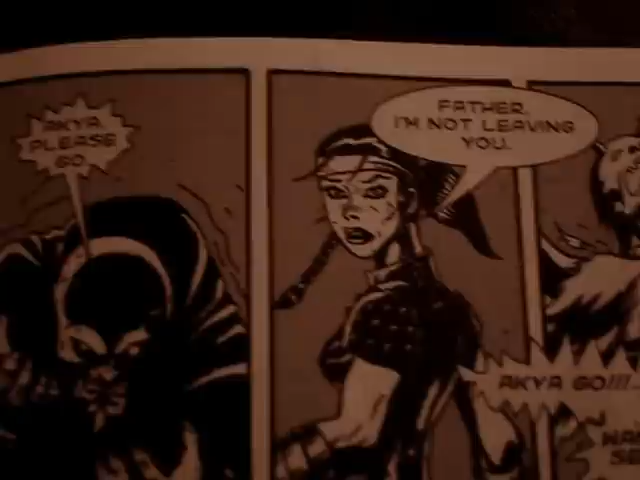 AKYA,
PLEASE
GO.
FATHER,
I'M NOT LEAVING
YOU.
AKYA GO!!!